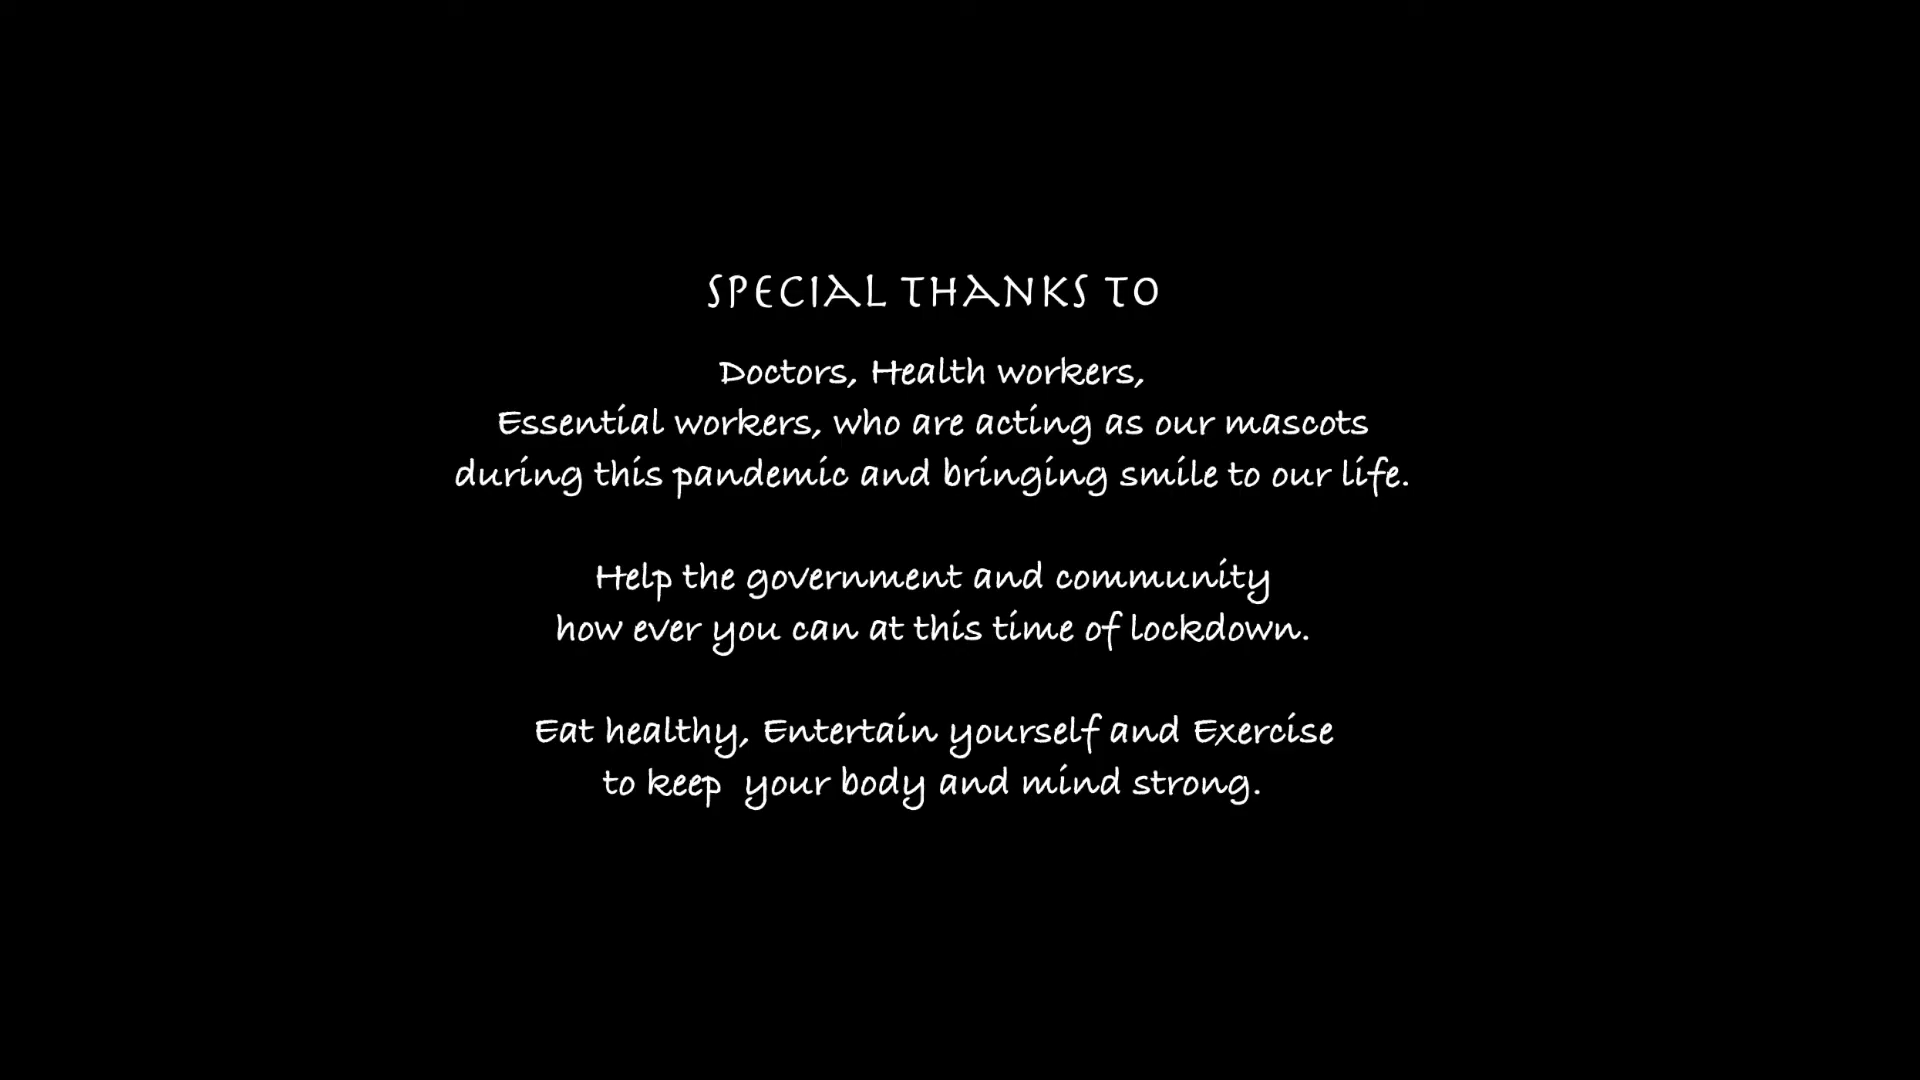 SPECIAL THANKS TO
Doctors, Health workers,
Essential workers, who are acting as our mascots
during this pandemic and bringing smile to our life.
Help the government and community
how ever you can at this time of lockdown.
Eat healthy, Entertain yourself and Exercise
to keep  your body and mind strong.